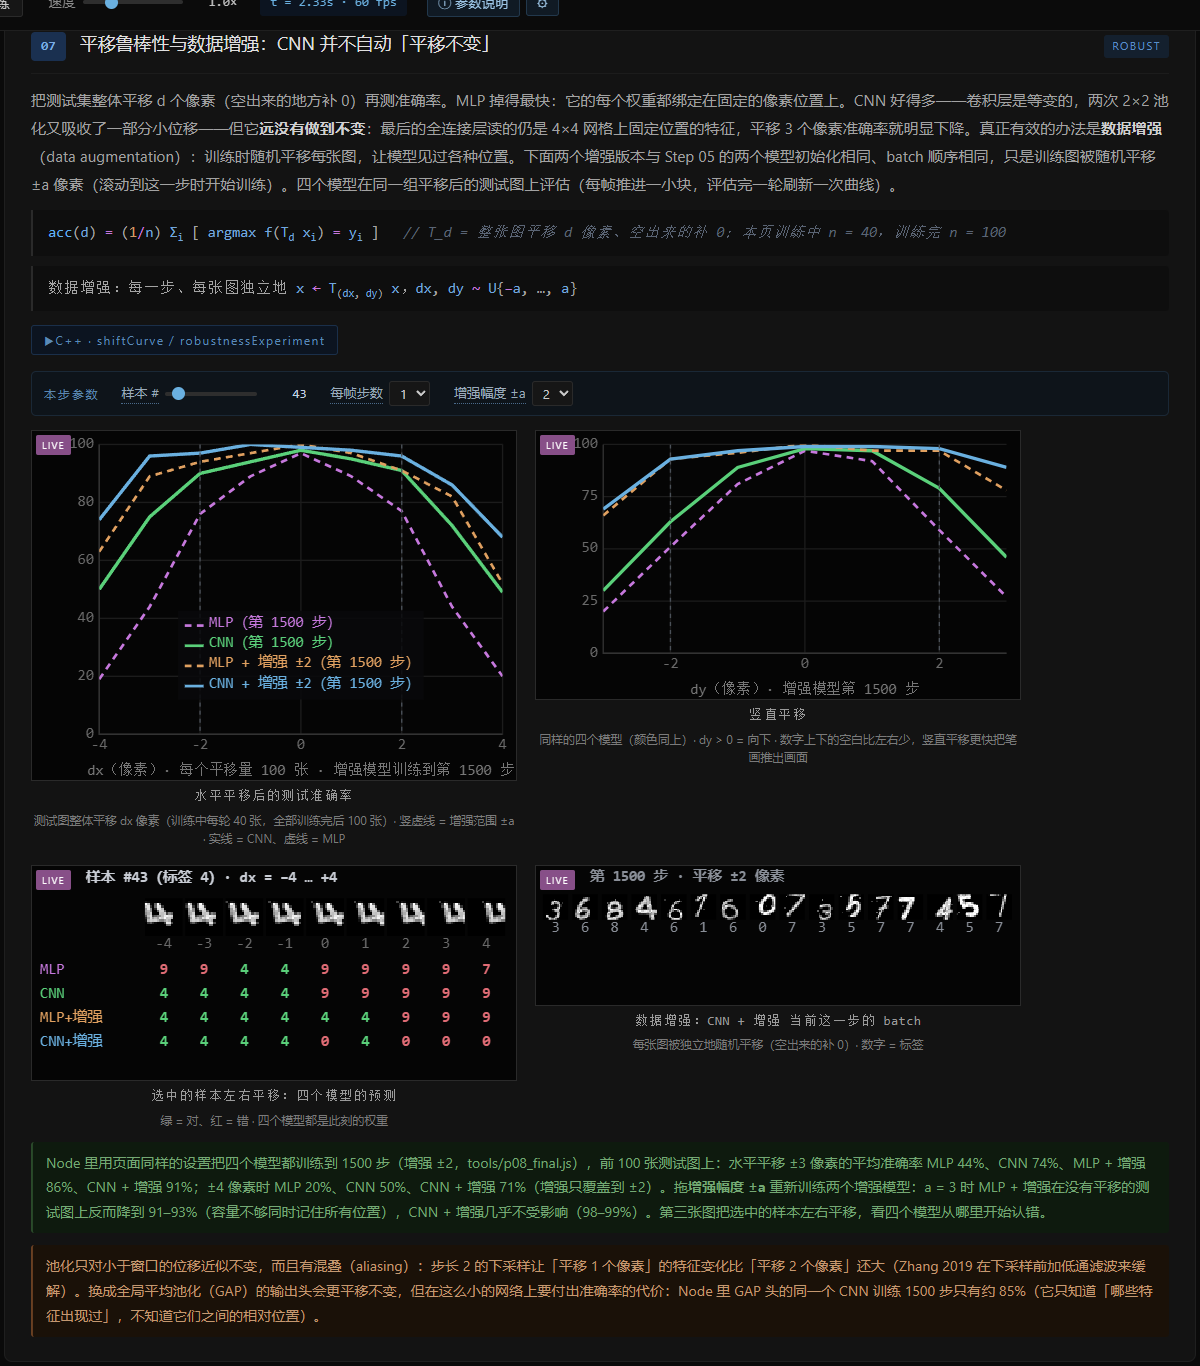 练 速度 1.0x t = 2.33s · 60 fps ⓘ 参数说明 ⚙
07 平移鲁棒性与数据增强：CNN 并不自动「平移不变」 ROBUST
把测试集整体平移 d 个像素（空出来的地方补 0）再测准确率。MLP 掉得最快：它的每个权重都绑定在固定的像素位置上。CNN 好得多——卷积层是等变的，两次 2×2 池
化又吸收了一部分小位移——但它远没有做到不变：最后的全连接层读的仍是 4×4 网格上固定位置的特征，平移 3 个像素准确率就明显下降。真正有效的办法是数据增强
（data augmentation）：训练时随机平移每张图，让模型见过各种位置。下面两个增强版本与 Step 05 的两个模型初始化相同、batch 顺序相同，只是训练图被随机平移
±a 像素（滚动到这一步时开始训练）。四个模型在同一组平移后的测试图上评估（每帧推进一小块，评估完一轮刷新一次曲线）。
acc(d) = (1/n) Σi [ argmax f(Td xi) = yi ] // T_d = 整张图平移 d 像素、空出来的补 0; 本页训练中 n = 40，训练完 n = 100
数据增强：每一步、每张图独立地 x ← T(dx, dy) x，dx, dy ~ U{−a, …, a}
▶C++ · shiftCurve / robustnessExperiment
本步参数 样本 # 43 每帧步数 1 增强幅度 ±a 2
LIVE
100
80
60
40
20
0
MLP (第 1500 步)
CNN (第 1500 步)
MLP + 增强 ±2 (第 1500 步)
CNN + 增强 ±2 (第 1500 步)
-4 -2 0 2 4
dx（像素）· 每个平移量 100 张 · 增强模型训练到第 1500 步
水平平移后的测试准确率
测试图整体平移 dx 像素（训练中每轮 40 张，全部训练完后 100 张）· 竖虚线 = 增强范围 ±a
· 实线 = CNN、虚线 = MLP
LIVE
100
75
50
25
0
-2 0 2
dy（像素）· 增强模型第 1500 步
竖直平移
同样的四个模型（颜色同上）· dy > 0 = 向下 · 数字上下的空白比左右少，竖直平移更快把笔
画推出画面
LIVE 样本 #43 (标签 4) · dx = −4 … +4
-4 -3 -2 -1 0 1 2 3 4
MLP 9 9 4 4 9 9 9 9 7
CNN 4 4 4 4 9 9 9 9 9
MLP+增强 4 4 4 4 4 4 9 9 9
CNN+增强 4 4 4 4 0 4 0 0 0
选中的样本左右平移：四个模型的预测
绿 = 对、红 = 错 · 四个模型都是此刻的权重
LIVE 第 1500 步 · 平移 ±2 像素
3 6 8 4 6 1 6 0 7 3 5 7 7 4 5 7
3 6 8 4 6 1 6 0 7 3 5 7 7 4 5 7
数据增强：CNN + 增强 当前这一步的 batch
每张图被独立地随机平移（空出来的补 0）· 数字 = 标签
Node 里用页面同样的设置把四个模型都训练到 1500 步（增强 ±2，tools/p08_final.js），前 100 张测试图上：水平平移 ±3 像素的平均准确率 MLP 44%、CNN 74%、MLP + 增强
86%、CNN + 增强 91%；±4 像素时 MLP 20%、CNN 50%、CNN + 增强 71%（增强只覆盖到 ±2）。拖增强幅度 ±a 重新训练两个增强模型：a = 3 时 MLP + 增强在没有平移的测
试图上反而降到 91–93%（容量不够同时记住所有位置），CNN + 增强几乎不受影响（98–99%）。第三张图把选中的样本左右平移，看四个模型从哪里开始认错。
池化只对小于窗口的位移近似不变，而且有混叠（aliasing）：步长 2 的下采样让「平移 1 个像素」的特征变化比「平移 2 个像素」还大（Zhang 2019 在下采样前加低通滤波来缓
解）。换成全局平均池化（GAP）的输出头会更平移不变，但在这么小的网络上要付出准确率的代价：Node 里 GAP 头的同一个 CNN 训练 1500 步只有约 85%（它只知道「哪些特
征出现过」，不知道它们之间的相对位置）。